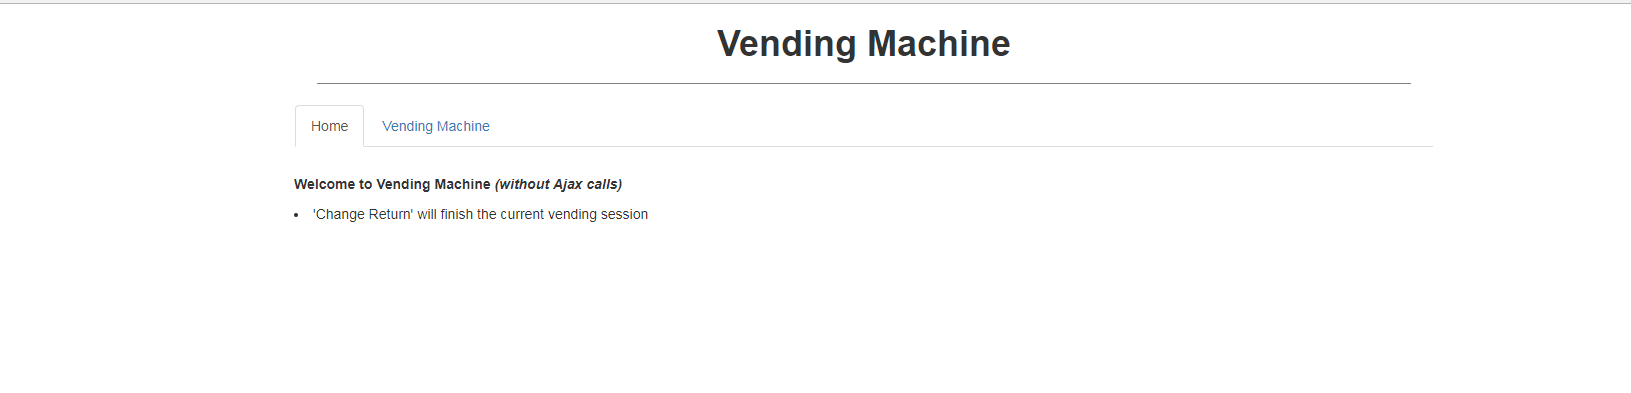 Vending Machine
Home
Vending Machine
Welcome to Vending Machine (without Ajax calls)
• 'Change Return' will finish the current vending session